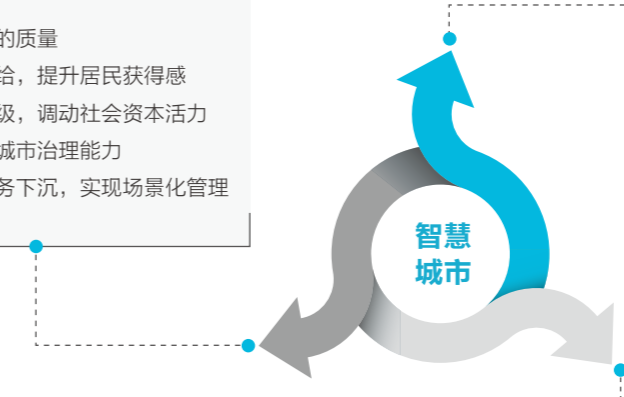 的质量
给，提升居民获得感
级，调动社会资本活力
城市治理能力
务下沉，实现场景化管理
智慧
城市